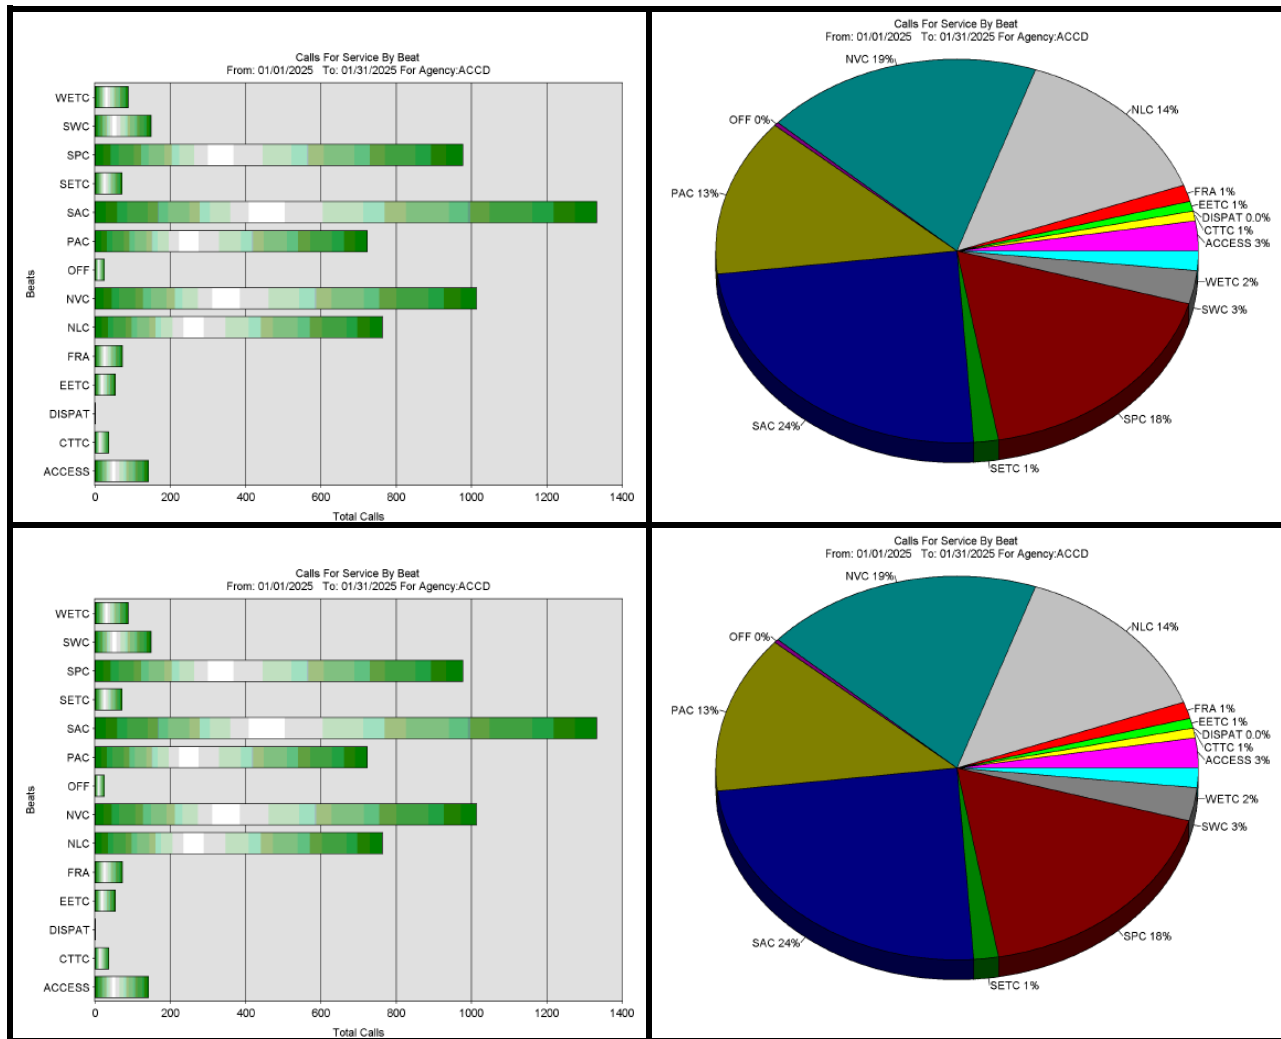 Calls For Service By Beat
From: 01/01/2025 To: 01/31/2025 For Agency:ACCD
Beats
WETC
SWC
SPC
SETC
SAC
PAC
OFF
NVC
NLC
FRA
EETC
DISPAT
CTTC
ACCESS
0 200 400 600 800 1000 1200 1400
Total Calls
Calls For Service By Beat
From: 01/01/2025 To: 01/31/2025 For Agency:ACCD
NVC 19%
NLC 14%
OFF 0%
PAC 13%
FRA 1%
EETC 1%
DISPAT 0.0%
CTTC 1%
ACCESS 3%
WETC 2%
SWC 3%
SPC 18%
SAC 24%
SETC 1%
Calls For Service By Beat
From: 01/01/2025 To: 01/31/2025 For Agency:ACCD
Beats
WETC
SWC
SPC
SETC
SAC
PAC
OFF
NVC
NLC
FRA
EETC
DISPAT
CTTC
ACCESS
0 200 400 600 800 1000 1200 1400
Total Calls
Calls For Service By Beat
From: 01/01/2025 To: 01/31/2025 For Agency:ACCD
NVC 19%
NLC 14%
OFF 0%
PAC 13%
FRA 1%
EETC 1%
DISPAT 0.0%
CTTC 1%
ACCESS 3%
WETC 2%
SWC 3%
SPC 18%
SAC 24%
SETC 1%